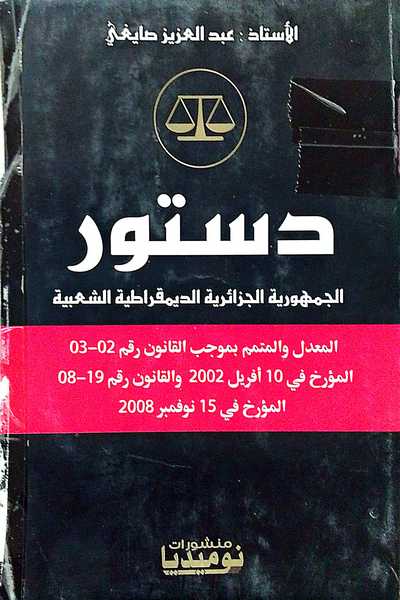 الأستاذ : عبد العزيز صايغي
دستور
الجمهورية الجزائرية الديمقراطية الشعبية
المعدل والمتمم بموجب القانون رقم 02-03
المؤرخ في 10 أفريل 2002 والقانون رقم 19-08
المؤرخ في 15 نوفمبر 2008
منشورات
نوميديا